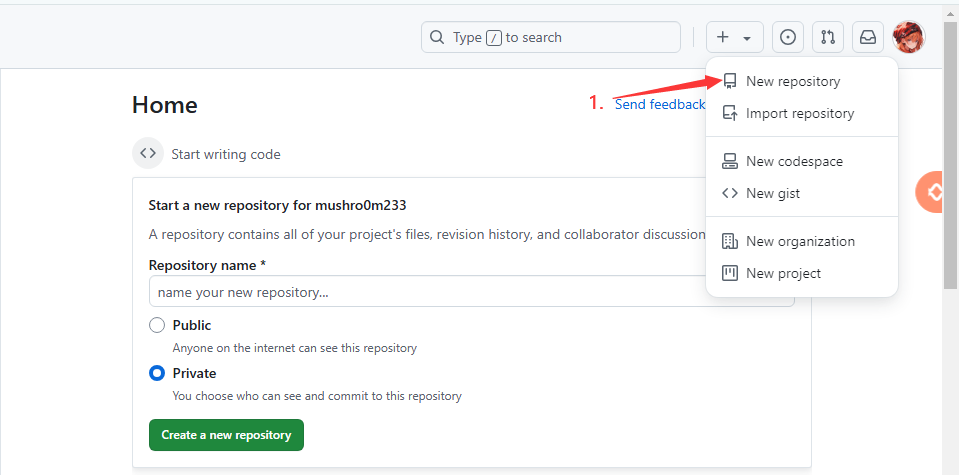 Type / to search
New repository
Import repository
New codespace
New gist
New organization
New project
1.
Send feedback
Home
Start writing code
Start a new repository for mushro0m233
A repository contains all of your project's files, revision history, and collaborator discussion
Repository name *
name your new repository...
Public
Anyone on the internet can see this repository
Private
You choose who can see and commit to this repository
Create a new repository